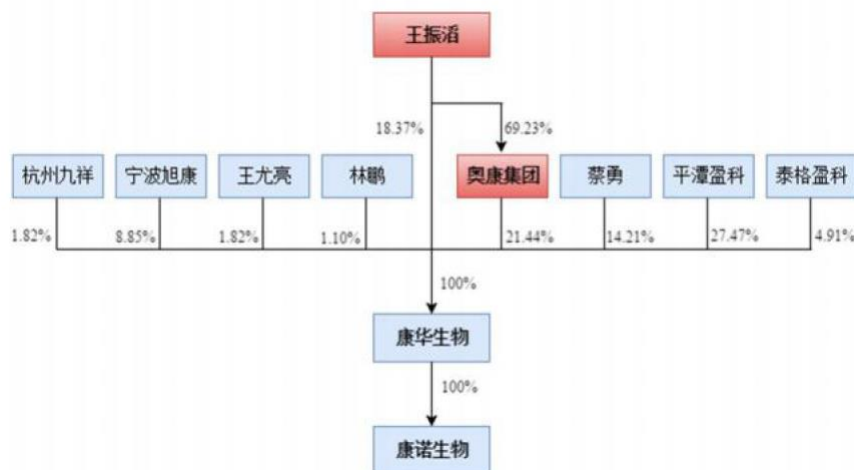 王振滔
18.37%
69.23%
杭州九祥
宁波旭康
王尤亮
林鹏
奥康集团
蔡勇
平潭盈科
泰格盈科
1.82%
8.85%
1.82%
1.10%
21.44%
14.21%
27.47%
4.91%
100%
康华生物
100%
康诺生物